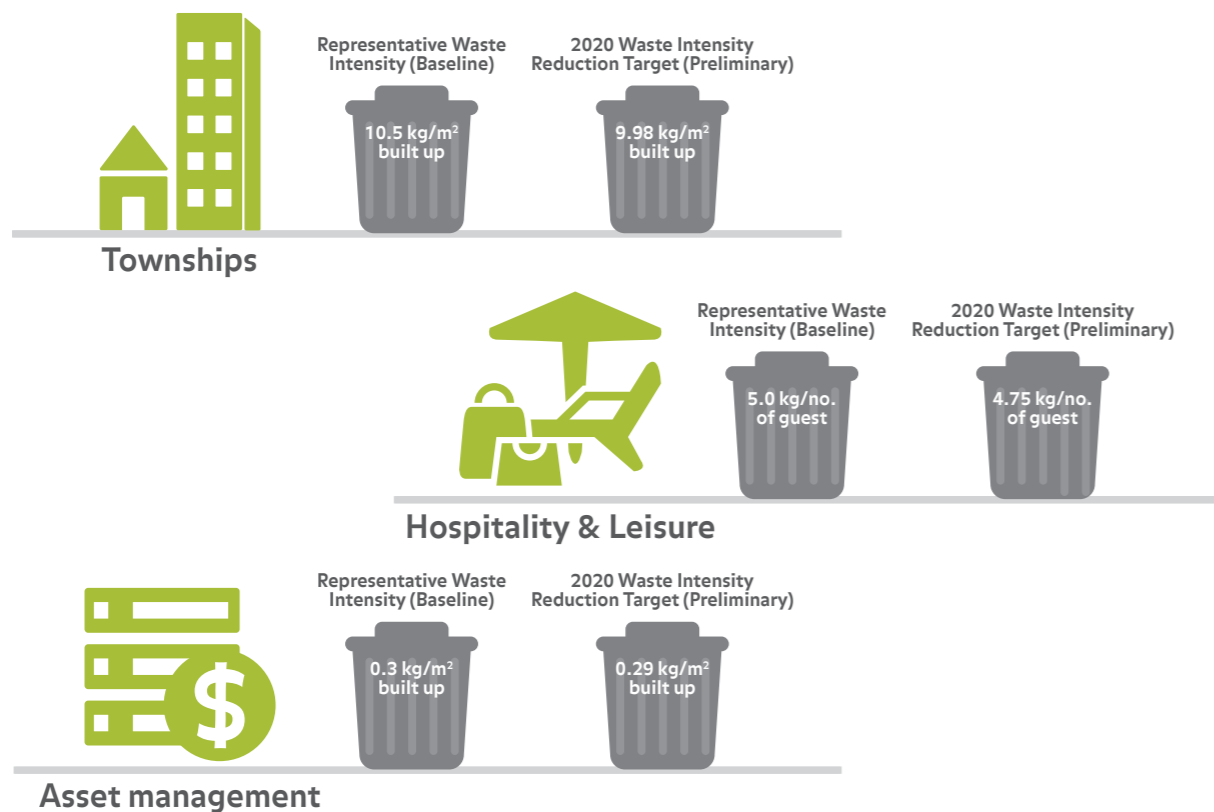 Representative Waste
Intensity (Baseline)
2020 Waste Intensity
Reduction Target (Preliminary)
10.5 kg/m²
built up
9.98 kg/m²
built up
Townships
Representative Waste
Intensity (Baseline)
2020 Waste Intensity
Reduction Target (Preliminary)
5.0 kg/no.
of guest
4.75 kg/no.
of guest
Hospitality & Leisure
Representative Waste
Intensity (Baseline)
2020 Waste Intensity
Reduction Target (Preliminary)
0.3 kg/m²
built up
0.29 kg/m²
built up
$
Asset management